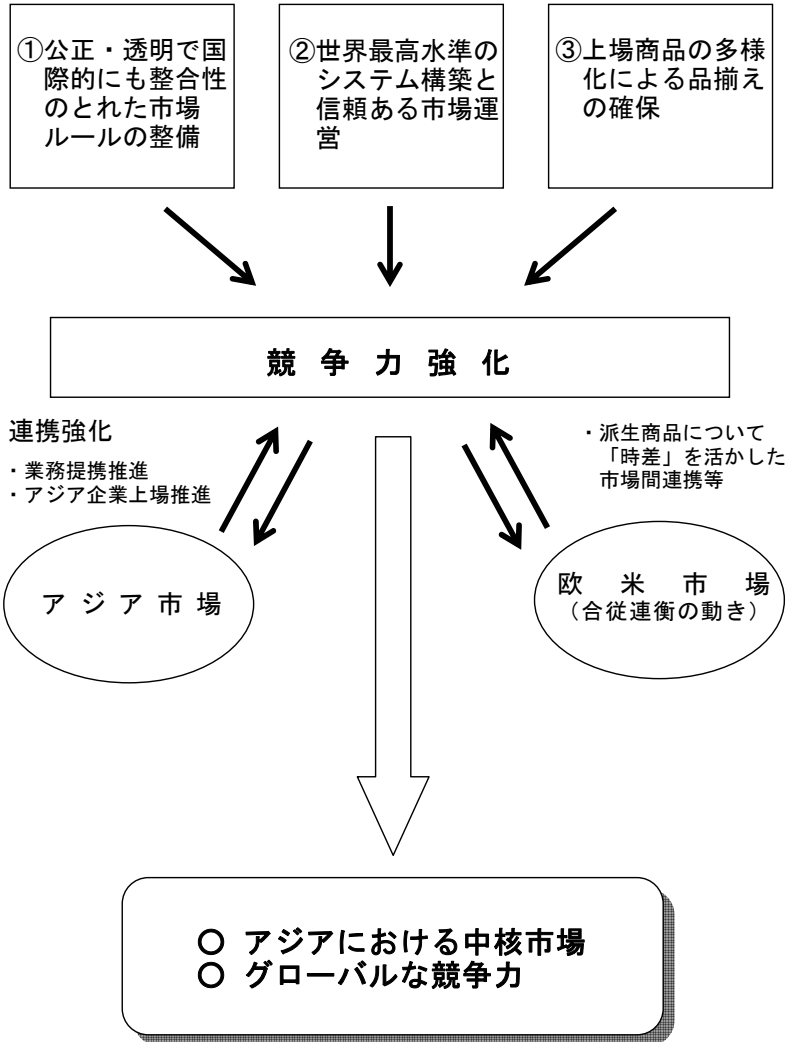 ①公正・透明で国
際的にも整合性
のとれた市場
ルールの整備
②世界最高水準の
システム構築と
信頼ある市場運
営
③上場商品の多様
化による品揃え
の確保
競争力強化
連携強化
・業務提携推進
・アジア企業上場推進
・派生商品について
「時差」を活かした
市場間連携等
アジア市場
欧米市場
（合従連衡の動き）
○ アジアにおける中核市場
○ グローバルな競争力